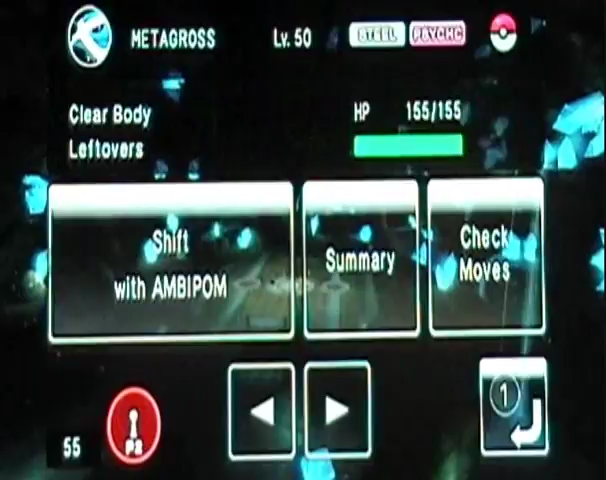 METAGROSS Lv. 50 STEEL PSYCHC
Clear Body HP 155/155
Leftovers
Shift
with AMBIPOM
Summary
Check
Moves
55
P2
1